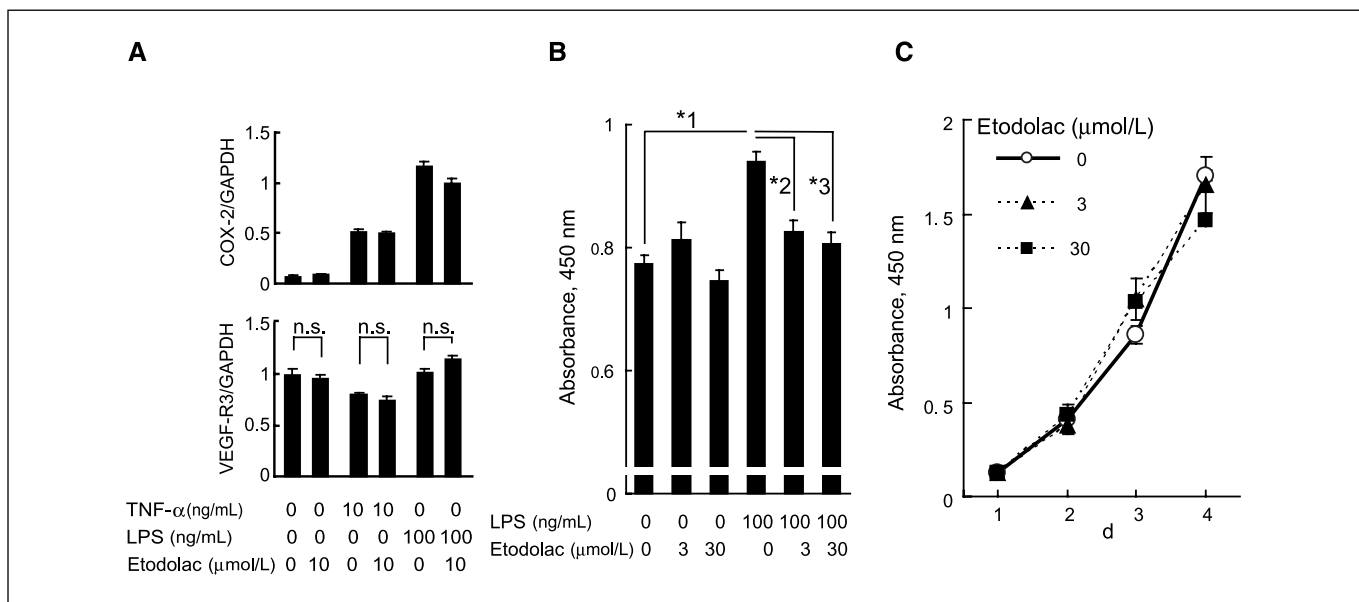 A
1.5
1
0.5
0
COX-2/GAPDH
1.5
1
0.5
0
VEGF-R3/GAPDH
n.s.
n.s.
n.s.
TNF-α(ng/mL) 0 0 10 10 0 0
LPS (ng/mL) 0 0 0 0 100 100
Etodolac (μmol/L) 0 10 0 10 0 10
B
1
0.8
0.6
0
Absorbance, 450 nm
*1
*2
*3
LPS (ng/mL) 0 0 0 100 100 100
Etodolac (μmol/L) 0 3 30 0 3 30
C
Etodolac (μmol/L)
0
3
30
2
1.5
1
0.5
0
Absorbance, 450 nm
1 2 3 4
d